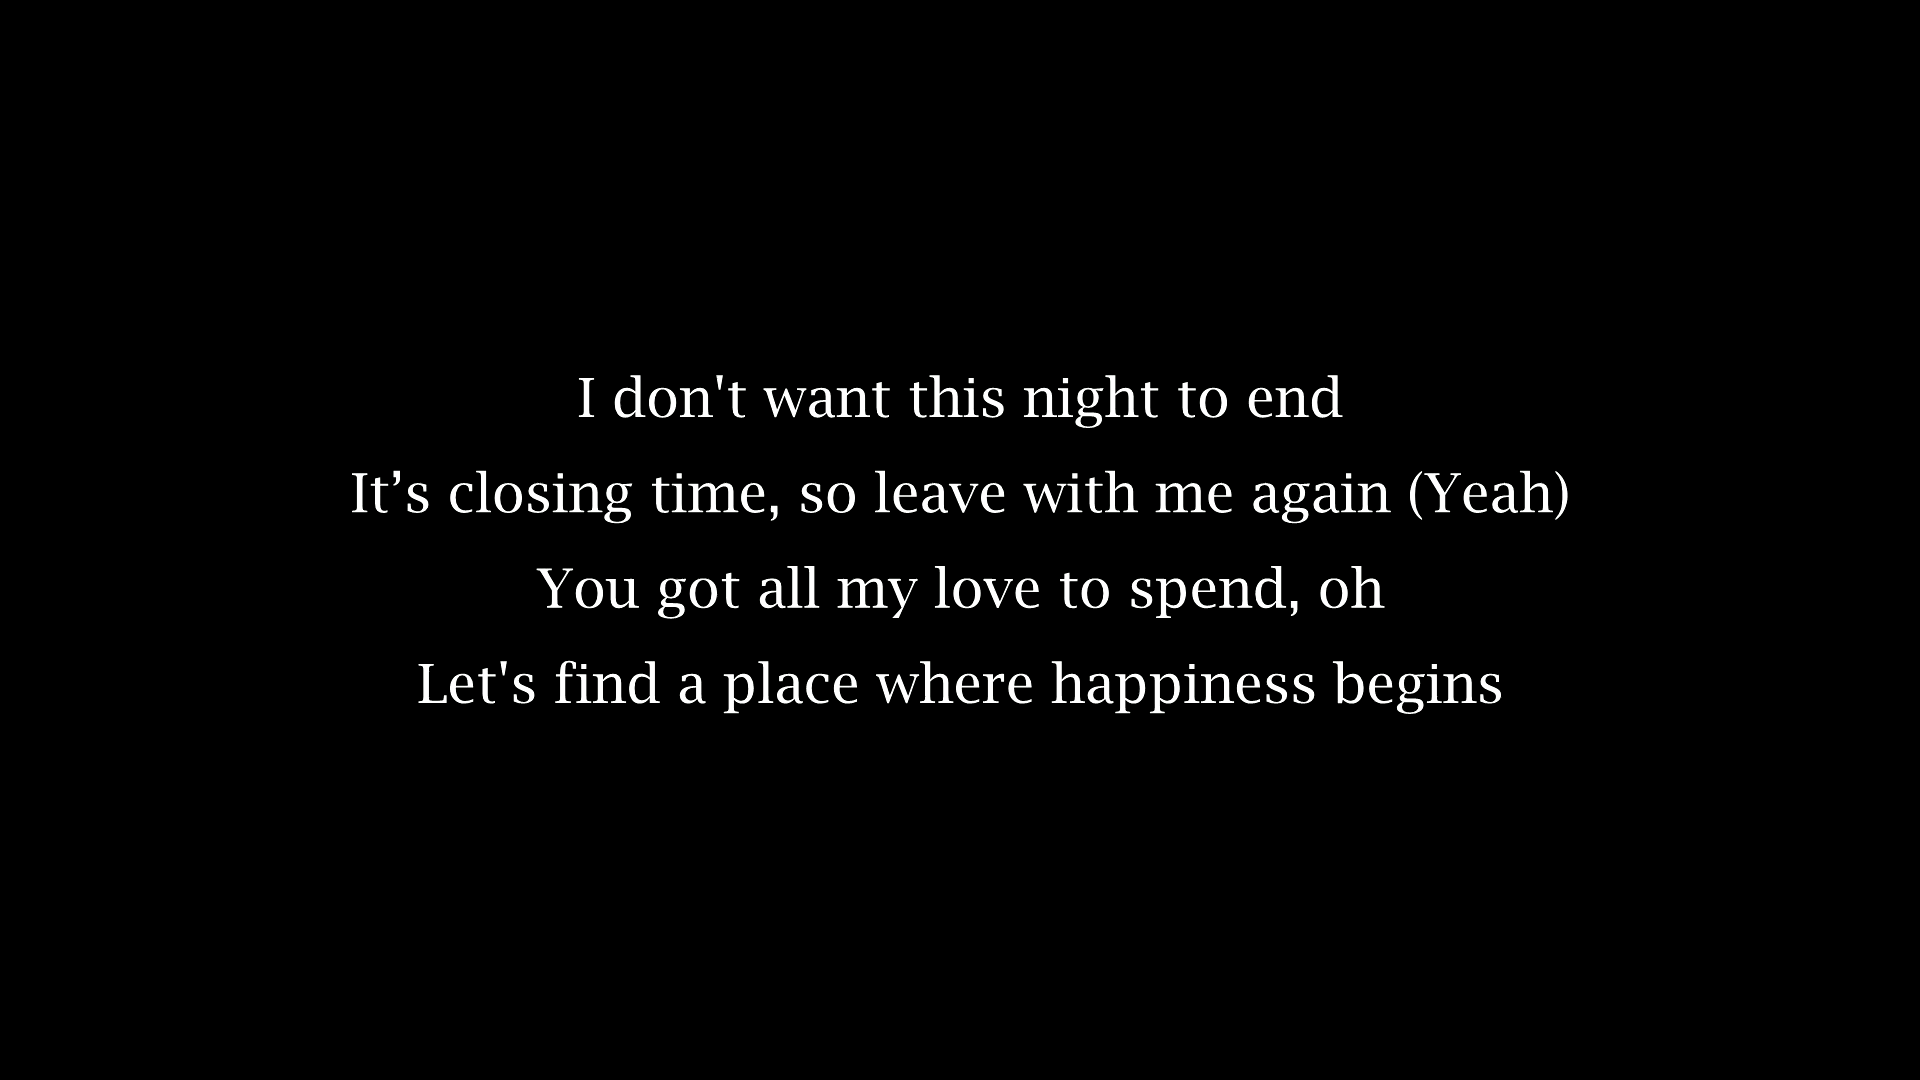 I don't want this night to end
It’s closing time, so leave with me again (Yeah)
You got all my love to spend, oh
Let's find a place where happiness begins